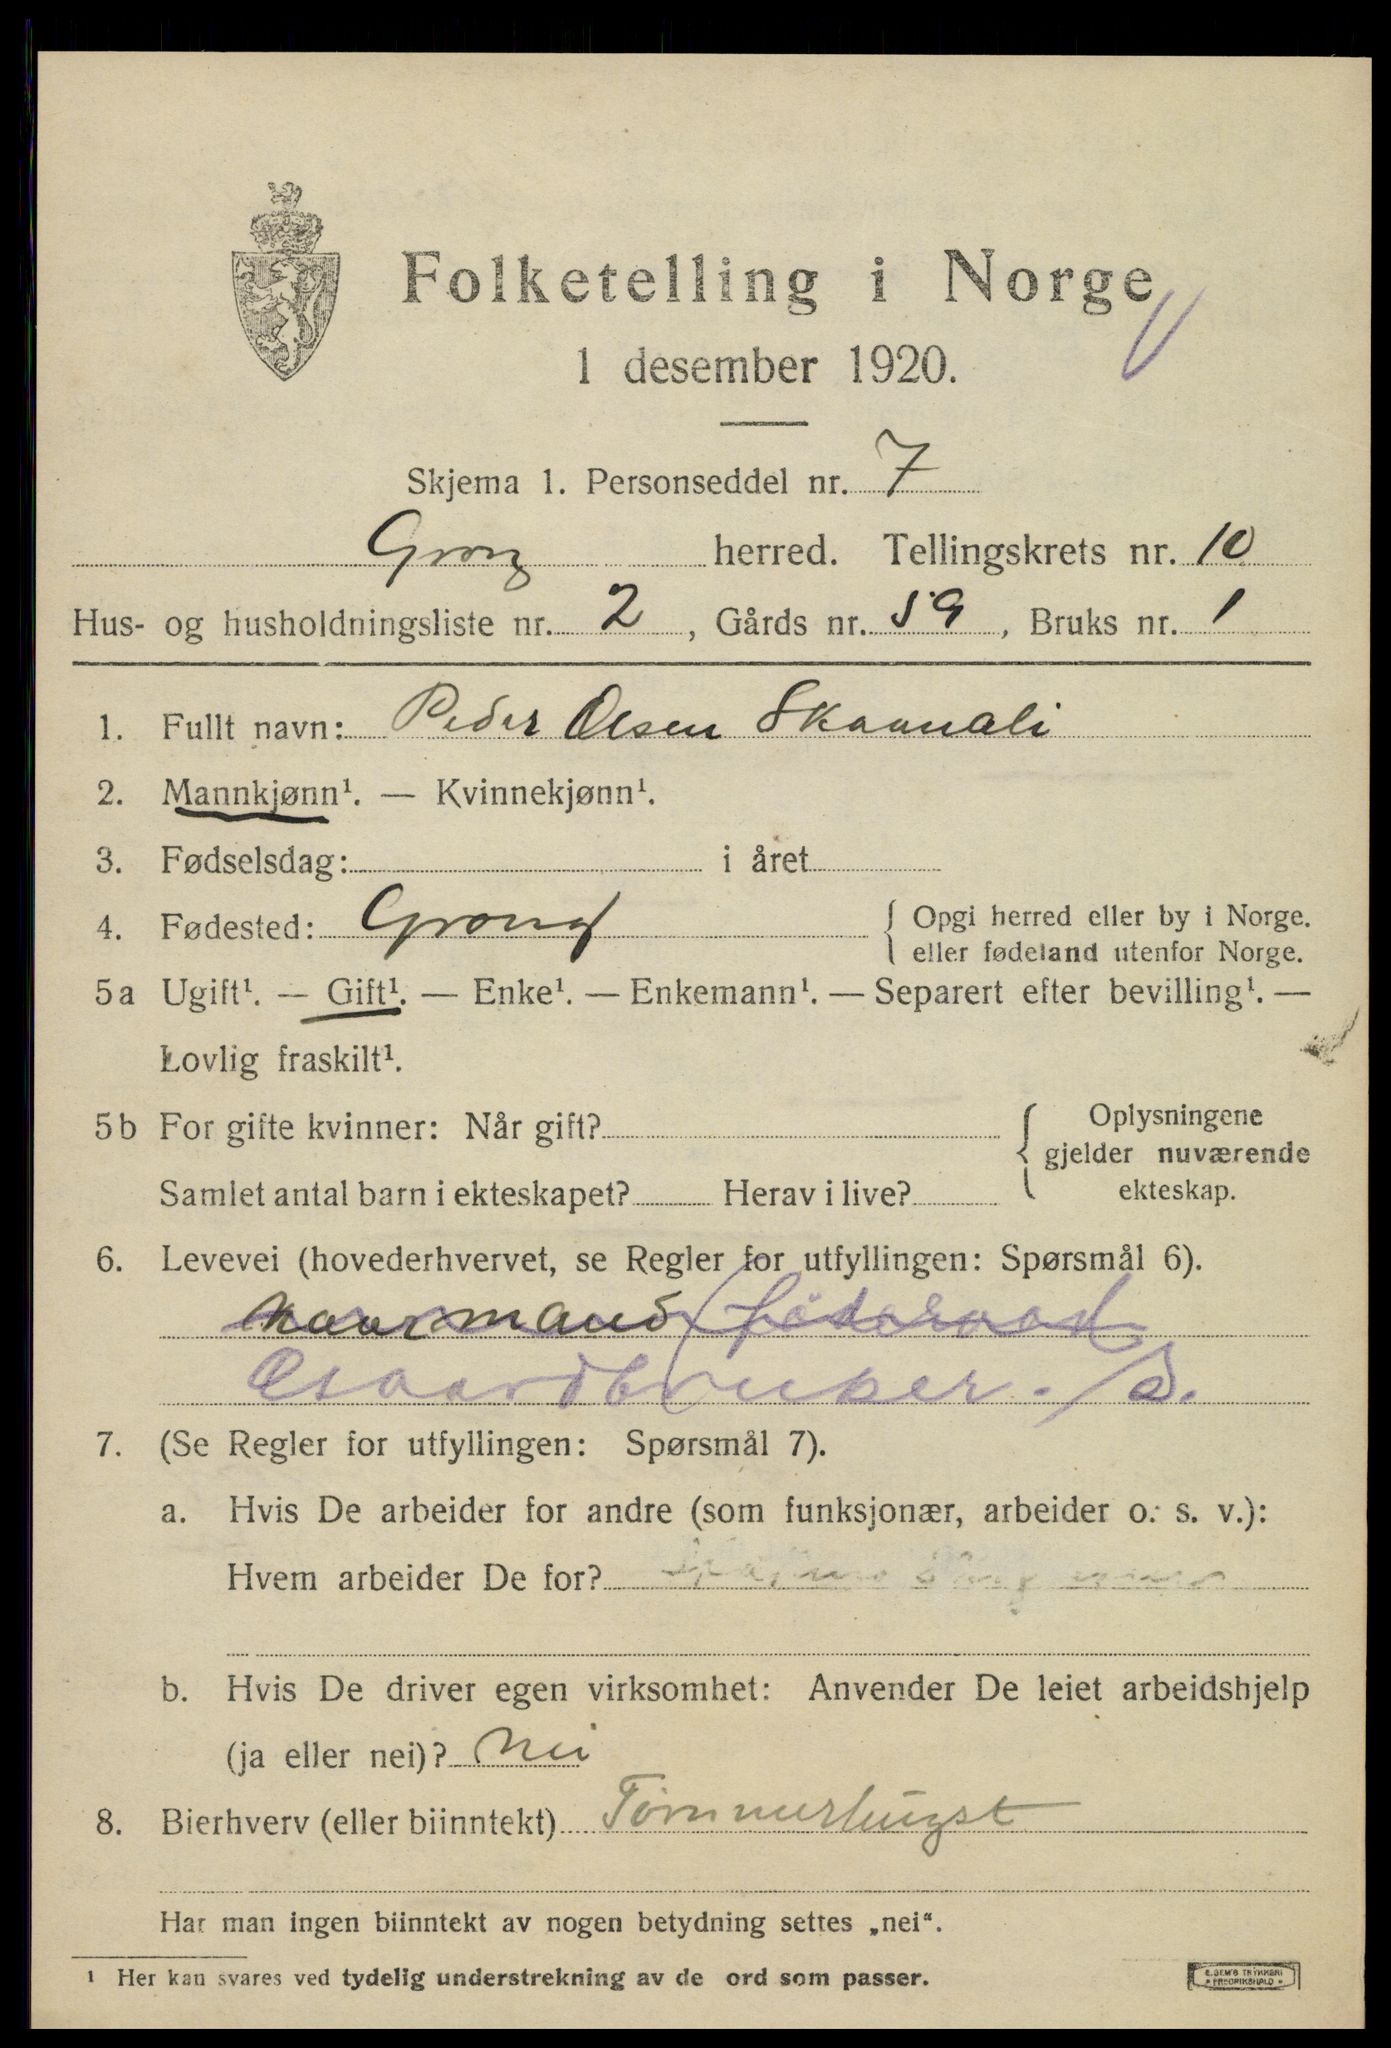 Folketelling i Norge
1 desember 1920.
Skjema 1. Personseddel nr. 7
Grong herred. Tellingskrets nr. 10
Hus- og husholdningsliste nr. 2, Gårds nr. 59, Bruks nr. 1
1. Fullt navn: Peder Olsen Skaanali
2. Mannkjønn¹. — Kvinnekjønn¹.
3. Fødselsdag: i året
4. Fødested: Grong { Opgi herred eller by i Norge.
eller fødeland utenfor Norge.
5a Ugift¹. — Gift¹. — Enke¹. — Enkemann¹. — Separert efter bevilling¹. —
Lovlig fraskilt¹.
5b For gifte kvinner: Når gift? { Oplysningene
gjelder nuværende
Samlet antal barn i ekteskapet? Herav i live? ekteskap.
6. Levevei (hovederhvervet, se Regler for utfyllingen: Spørsmål 6).
Kaarmand föderaad
Gaardbruker. /S.
7. (Se Regler for utfyllingen: Spørsmål 7).
a. Hvis De arbeider for andre (som funksjonær, arbeider o. s. v.):
Hvem arbeider De for?
b. Hvis De driver egen virksomhet: Anvender De leiet arbeidshjelp
(ja eller nei)? Nei
8. Bierhverv (eller biinntekt) Tømmerhugst
Har man ingen biinntekt av nogen betydning settes „nei“.
¹ Her kan svares ved tydelig understrekning av de ord som passer.
E. SEM'S TRYKKERI
FREDRIKSHALD